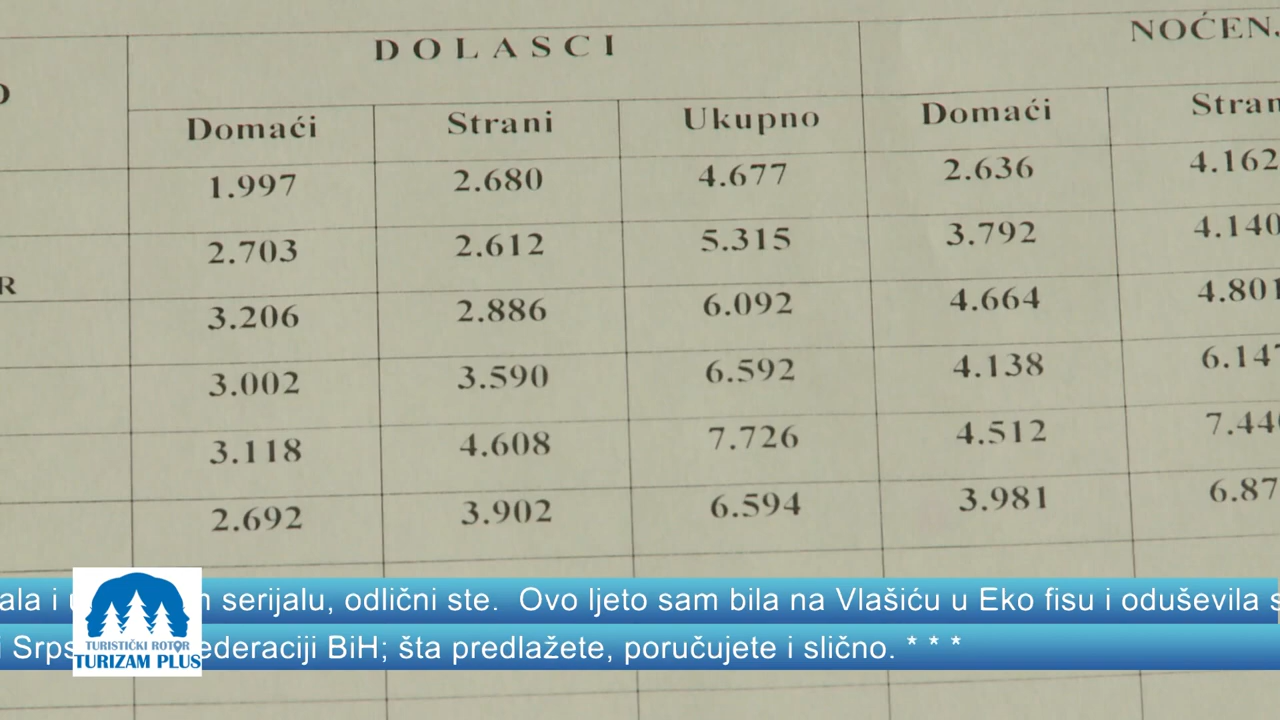 DOLASCI NOĆEN
Domaći Strani Ukupno Domaći Stran
1.997 2.680 4.677 2.636 4.162
2.703 2.612 5.315 3.792 4.140
R
3.206 2.886 6.092 4.664 4.801
3.002 3.590 6.592 4.138 6.147
3.118 4.608 7.726 4.512 7.440
2.692 3.902 6.594 3.981 6.87
ala i serijalu, odlični ste. Ovo ljeto sam bila na Vlašiću u Eko fisu i oduševila s
i Srps ederaciji BiH; šta predlažete, poručujete i slično. * * *
TURISTIČKI ROTOR
TURIZAM PLUS